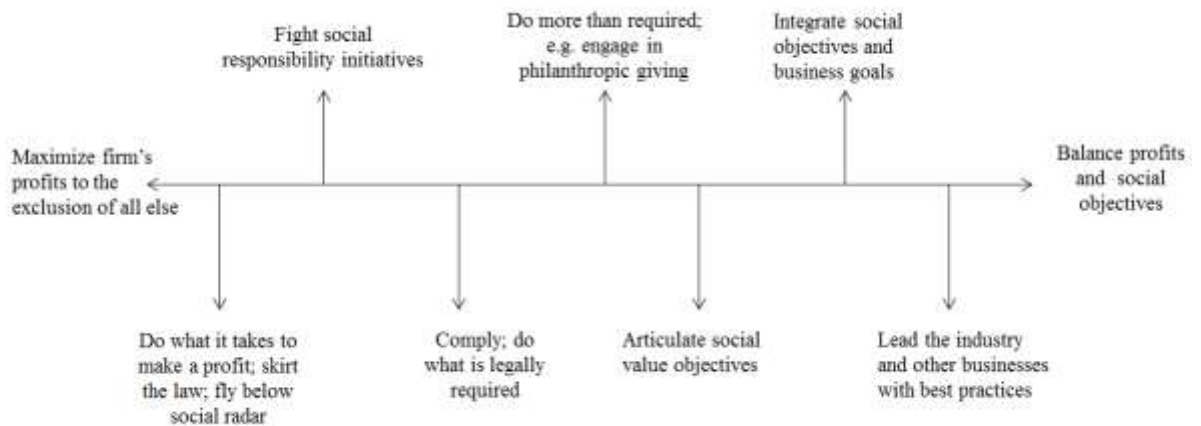 Fight social
responsibility initiatives
Do more than required;
e.g. engage in
philanthropic giving
Integrate social
objectives and
business goals
Maximize firm's
profits to the
exclusion of all else
Balance profits
and social
objectives
Do what it takes to
make a profit; skirt
the law; fly below
social radar
Comply; do
what is legally
required
Articulate social
value objectives
Lead the industry
and other businesses
with best practices